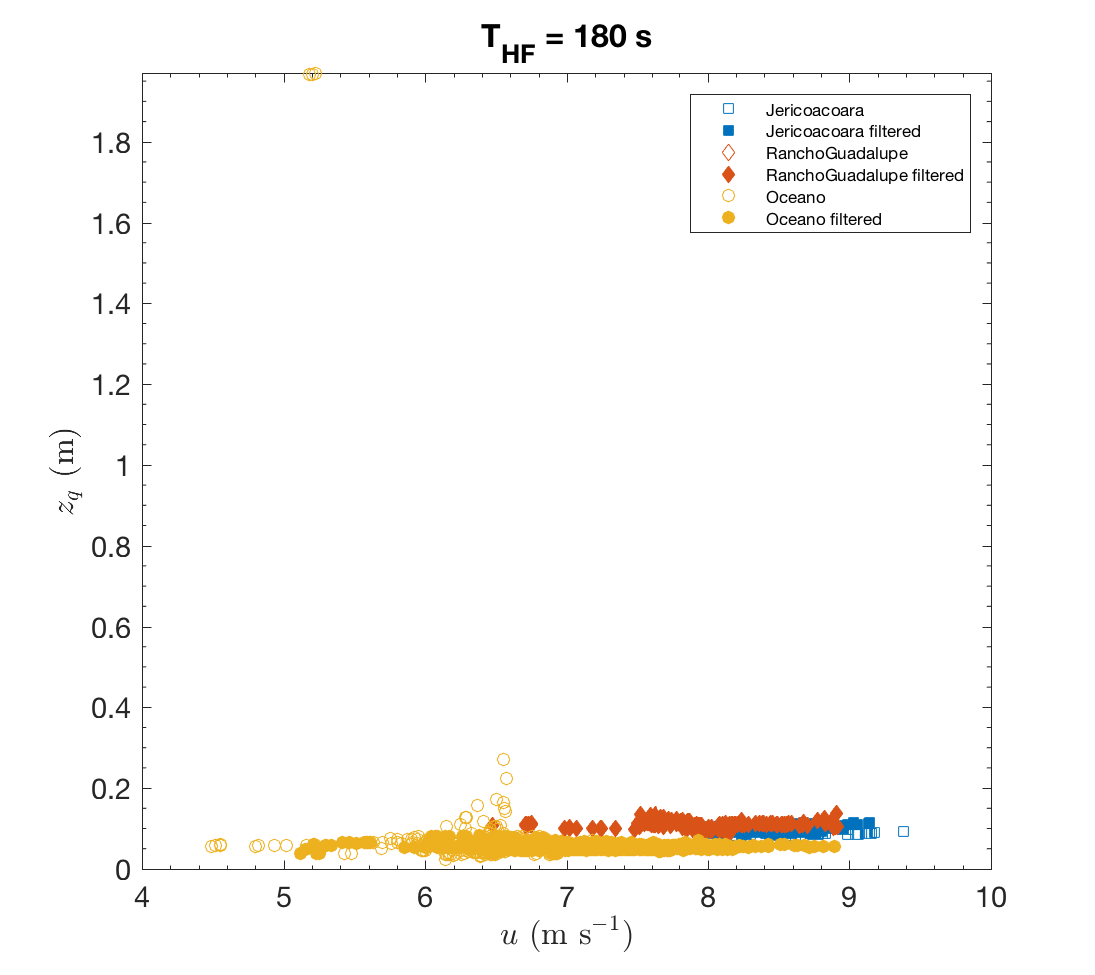 T_HF = 180 s
Jericoacoara
Jericoacoara filtered
RanchoGuadalupe
RanchoGuadalupe filtered
Oceano
Oceano filtered
z_q (m)
1.8
1.6
1.4
1.2
1
0.8
0.6
0.4
0.2
0
4 5 6 7 8 9 10
u (m s⁻¹)